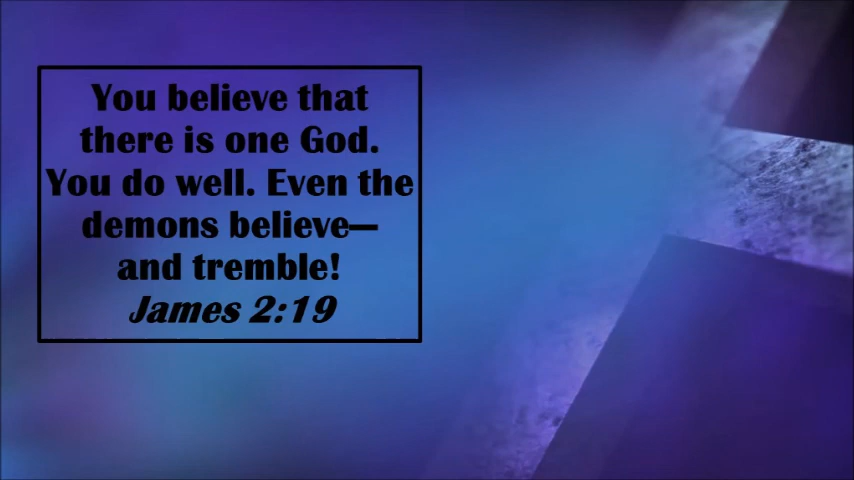 You believe that
there is one God.
You do well. Even the
demons believe—
and tremble!
James 2:19